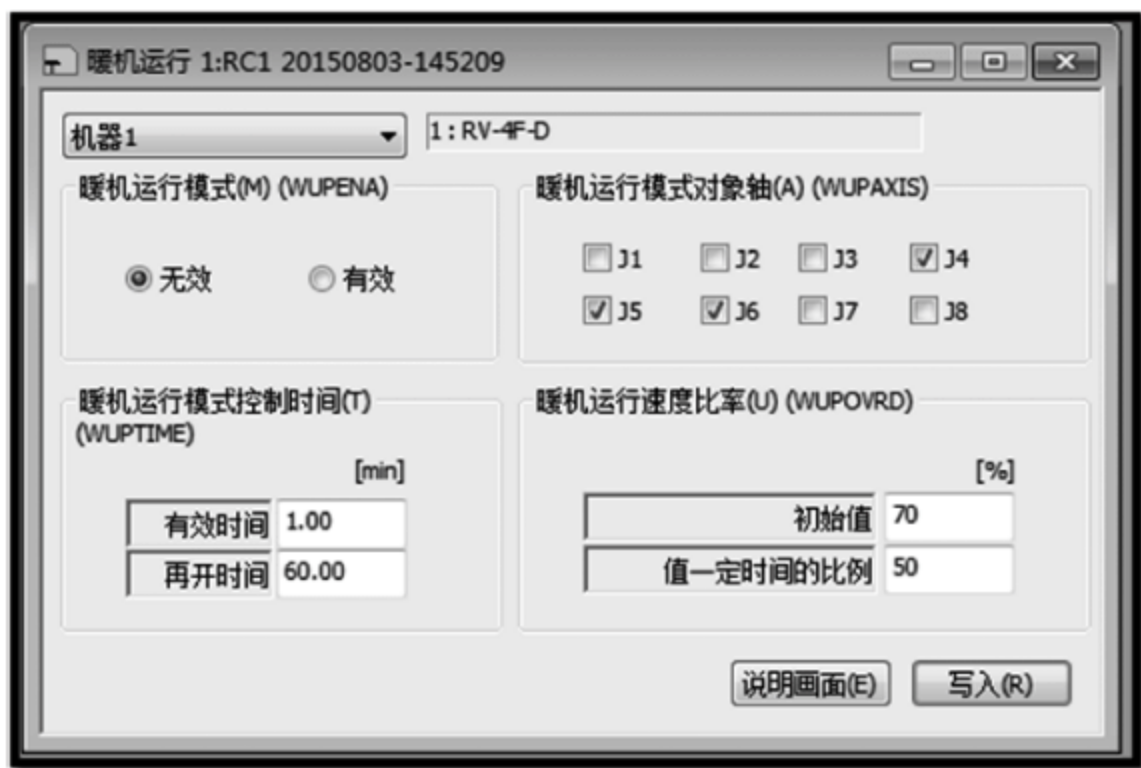 暖机运行 1:RC1 20150803-145209
机器1
1:RV-4F-D
暖机运行模式(M) (WUPENA)
无效
有效
暖机运行模式对象轴(A) (WUPAXIS)
J1 J2 J3 J4
J5 J6 J7 J8
暖机运行模式控制时间(T)
(WUPTIME)
[min]
有效时间 1.00
再开时间 60.00
暖机运行速度比率(U) (WUPOVRD)
[%]
初始值 70
值一定时间的比例 50
说明画面(E)
写入(R)